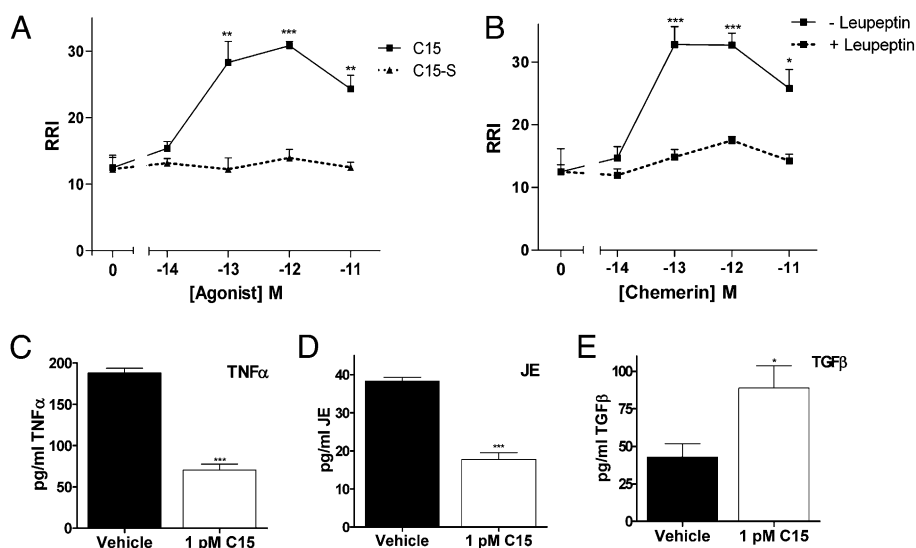 A
RRI
30
20
10
0
** *** **
C15
C15-S
0 -14 -13 -12 -11
[Agonist] M
B
RRI
30
20
10
0
*** *** *
- Leupeptin
+ Leupeptin
0 -14 -13 -12 -11
[Chemerin] M
C
TNFα
pg/ml TNFα
200
150
100
50
0
***
Vehicle 1 pM C15
D
JE
pg/ml JE
40
30
20
10
0
***
Vehicle 1 pM C15
E
TGFβ
pg/ml TGFβ
100
75
50
25
0
*
Vehicle 1 pM C15